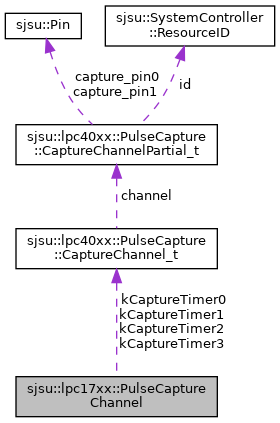 sjsu::Pin
sjsu::SystemController
::ResourceID
capture_pin0
capture_pin1
id
sjsu::lpc40xx::PulseCapture
::CaptureChannelPartial_t
channel
sjsu::lpc40xx::PulseCapture
::CaptureChannel_t
kCaptureTimer0
kCaptureTimer1
kCaptureTimer2
kCaptureTimer3
sjsu::lpc17xx::PulseCapture
Channel